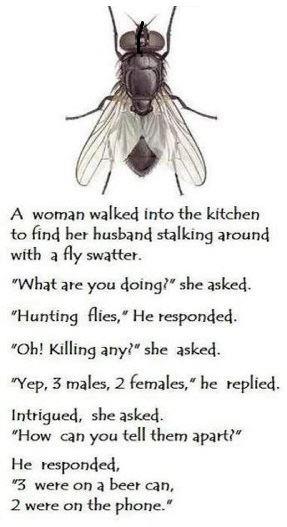 A woman walked into the kitchen
to find her husband stalking around
with a fly swatter.
"What are you doing?" she asked.
"Hunting flies," He responded.
"Oh! Killing any?" she asked.
"Yep, 3 males, 2 females," he replied.
Intrigued, she asked.
"How can you tell them apart?"
He responded,
"3 were on a beer can,
2 were on the phone."